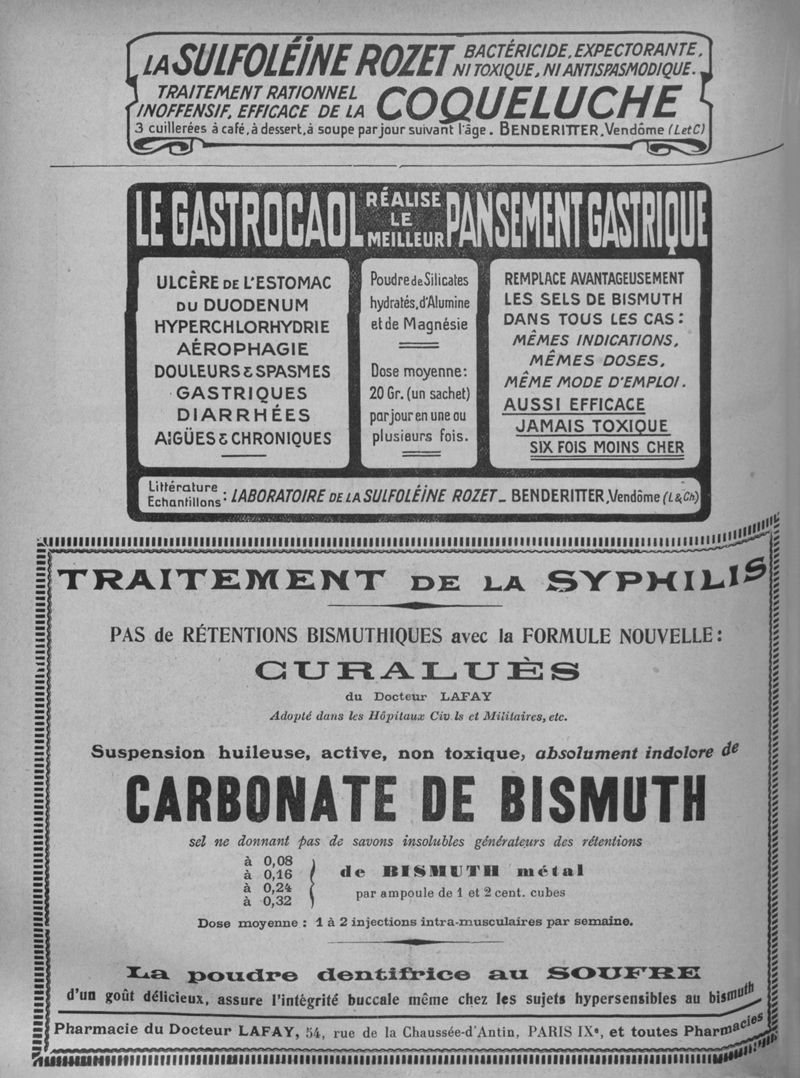 LA SULFOLÉINE ROZET BACTÉRICIDE, EXPECTORANTE,
NI TOXIQUE, NI ANTISPASMODIQUE.
TRAITEMENT RATIONNEL
INOFFENSIF, EFFICACE DE LA COQUELUCHE
3 cuillerées à café, à dessert, à soupe par jour suivant l'âge. BENDERITTER, Vendôme (L et C)
LE GASTROCAOL RÉALISE LE MEILLEUR PANSEMENT GASTRIQUE
ULCÈRE DE L'ESTOMAC
DU DUODENUM
HYPERCHLORHYDRIE
AÉROPHAGIE
DOULEURS & SPASMES
GASTRIQUES
DIARRHÉES
AIGÜES & CHRONIQUES
Poudre de Silicates
hydratés, d'Alumine
et de Magnésie
Dose moyenne:
20 Gr. (un sachet)
par jour en une ou
plusieurs fois.
REMPLACE AVANTAGEUSEMENT
LES SELS DE BISMUTH
DANS TOUS LES CAS:
MÊMES INDICATIONS,
MÊMES DOSES,
MÊME MODE D'EMPLOI.
AUSSI EFFICACE
JAMAIS TOXIQUE
SIX FOIS MOINS CHER
Littérature
Echantillons : LABORATOIRE DE LA SULFOLÉINE ROZET_ BENDERITTER, Vendôme (L & Ch)
TRAITEMENT DE LA SYPHILIS
PAS de RÉTENTIONS BISMUTHIQUES avec la FORMULE NOUVELLE:
CURALUÈS
du Docteur LAFAY
Adopté dans les Hôpitaux Civ ls et Militaires, etc.
Suspension huileuse, active, non toxique, absolument indolore de
CARBONATE DE BISMUTH
sel ne donnant pas de savons insolubles générateurs des rétentions
à 0,08
à 0,16
à 0,24
à 0,32
de BISMUTH métal
par ampoule de 1 et 2 cent. cubes
Dose moyenne : 1 à 2 injections intra-musculaires par semaine.
La poudre dentifrice au SOUFRE
d'un goût délicieux, assure l'intégrité buccale même chez les sujets hypersensibles au bismuth
Pharmacie du Docteur LAFAY, 54, rue de la Chaussée-d'Antin, PARIS IXe, et toutes Pharmacies